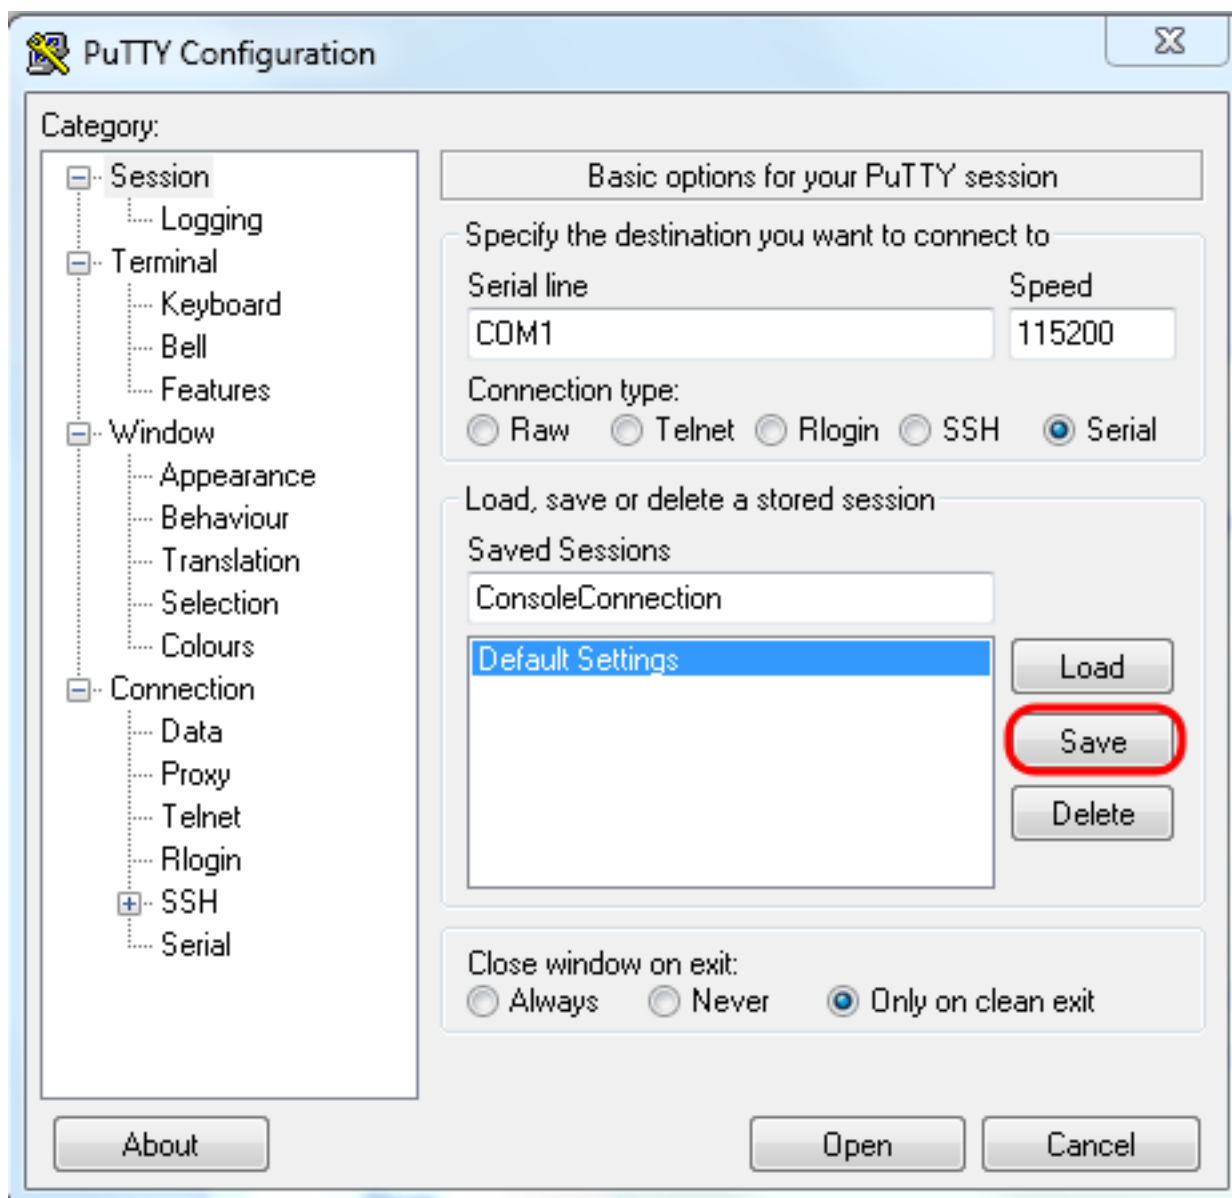 PuTTY Configuration
Category:
Session
Logging
Terminal
Keyboard
Bell
Features
Window
Appearance
Behaviour
Translation
Selection
Colours
Connection
Data
Proxy
Telnet
Rlogin
SSH
Serial
Basic options for your PuTTY session
Specify the destination you want to connect to
Serial line Speed
COM1 115200
Connection type:
Raw Telnet Rlogin SSH Serial
Load, save or delete a stored session
Saved Sessions
ConsoleConnection
Default Settings
Load
Save
Delete
Close window on exit:
Always Never Only on clean exit
About Open Cancel